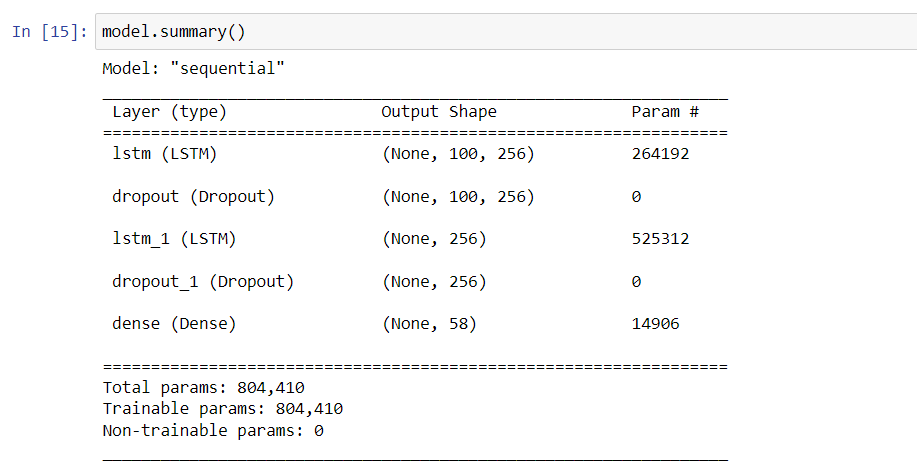 In [15]: model.summary()
Model: "sequential"
_________________________________________________________________
Layer (type) Output Shape Param #
=================================================================
lstm (LSTM) (None, 100, 256) 264192
dropout (Dropout) (None, 100, 256) 0
lstm_1 (LSTM) (None, 256) 525312
dropout_1 (Dropout) (None, 256) 0
dense (Dense) (None, 58) 14906
=================================================================
Total params: 804,410
Trainable params: 804,410
Non-trainable params: 0
_________________________________________________________________